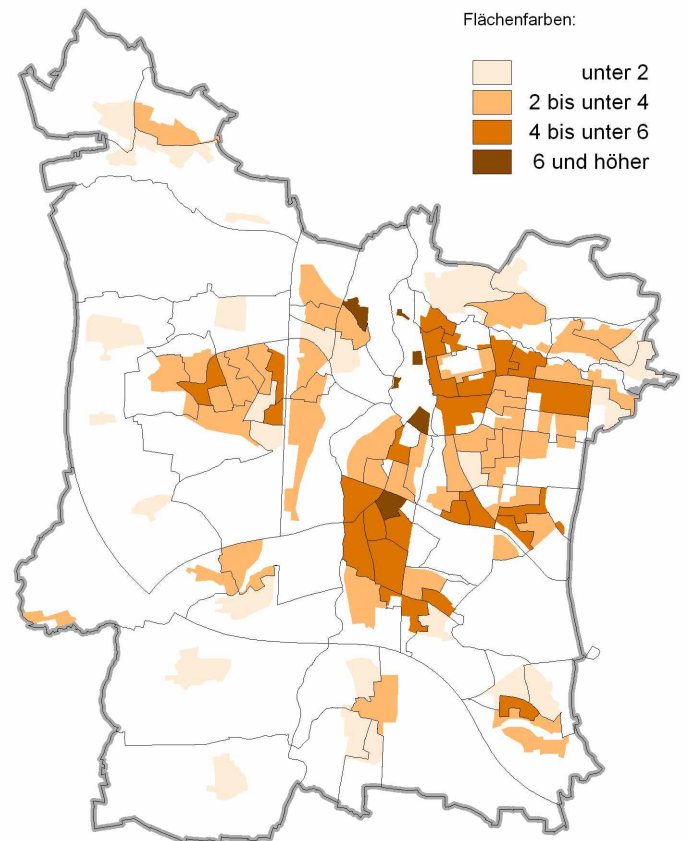 Flächenfarben:
unter 2
2 bis unter 4
4 bis unter 6
6 und höher